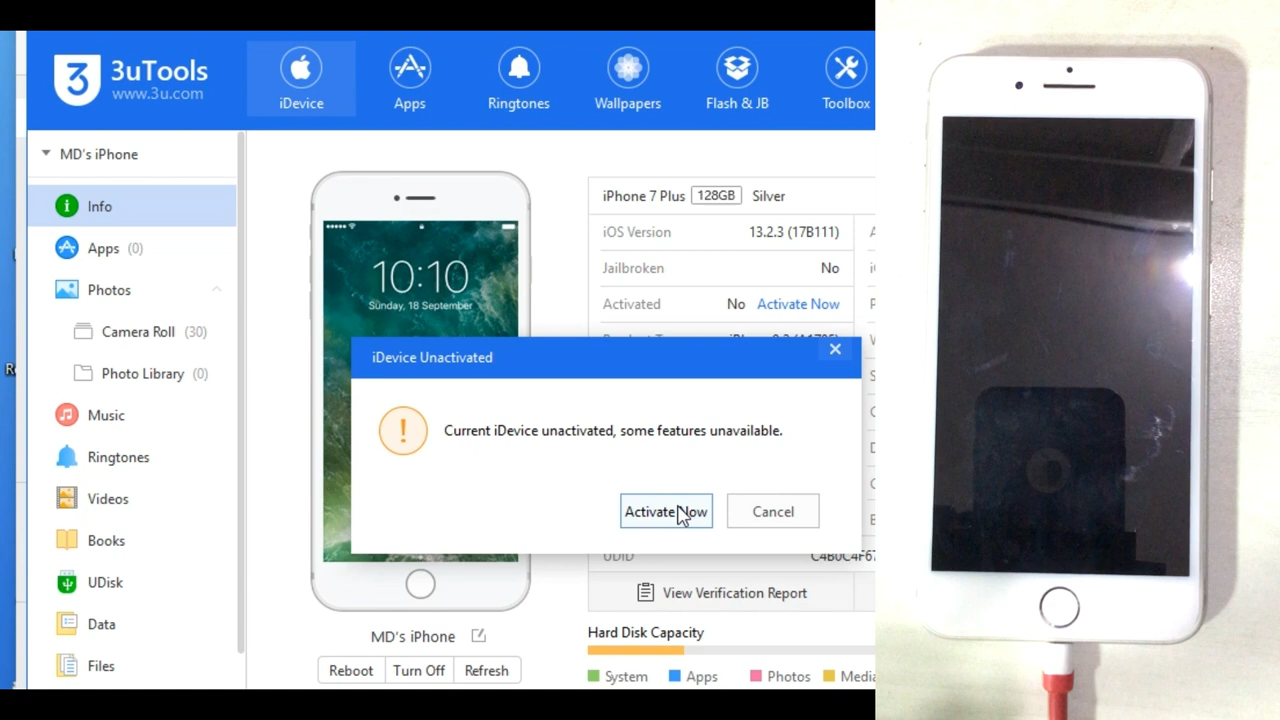 3 3uTools
www.3u.com
iDevice
Apps
Ringtones
Wallpapers
Flash & JB
Toolbox
MD's iPhone
Info
Apps (0)
Photos
Camera Roll (30)
Photo Library (0)
Music
Ringtones
Videos
Books
UDisk
Data
Files
10:10
Sunday, 18 September
MD's iPhone
Reboot Turn Off Refresh
iPhone 7 Plus 128GB Silver
iOS Version 13.2.3 (17B111)
Jailbroken No
Activated No Activate Now
iDevice Unactivated
Current iDevice unactivated, some features unavailable.
Activate Now Cancel
UDID
View Verification Report
Hard Disk Capacity
System Apps Photos